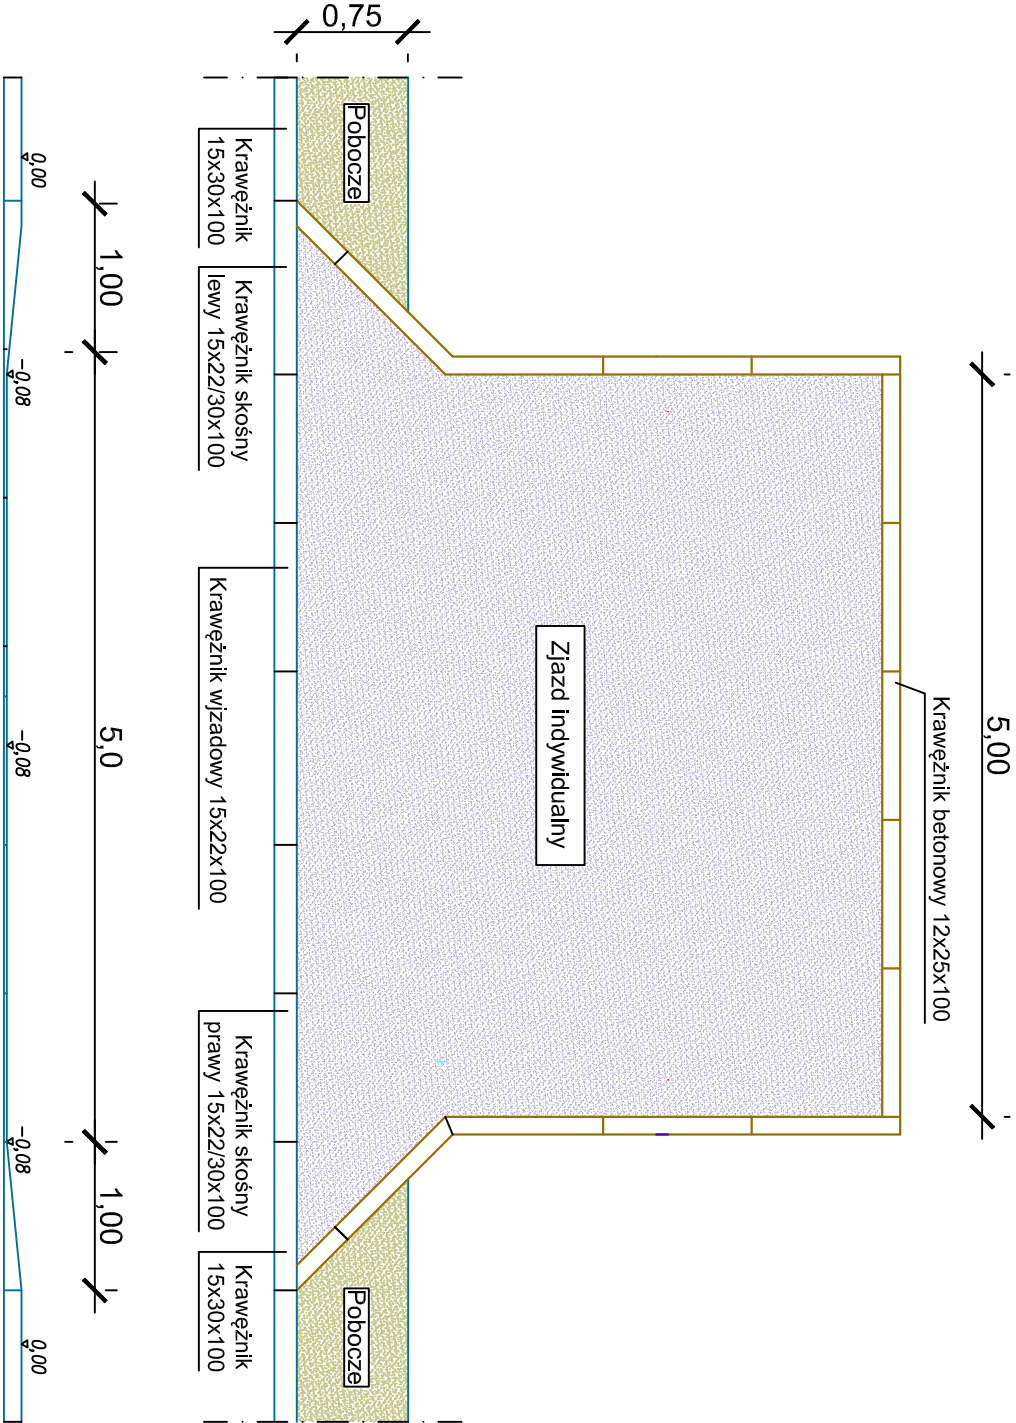 5,00
Krawężnik betonowy 12x25x100
Zjazd indywidualny
0,75
Pobocze
Pobocze
Krawężnik
15x30x100
Krawężnik skośny
lewy 15x22/30x100
Krawężnik wjzadowy 15x22x100
Krawężnik skośny
prawy 15x22/30x100
Krawężnik
15x30x100
1,00
5,0
1,00
0,00
-0,08
-0,08
-0,08
0,00